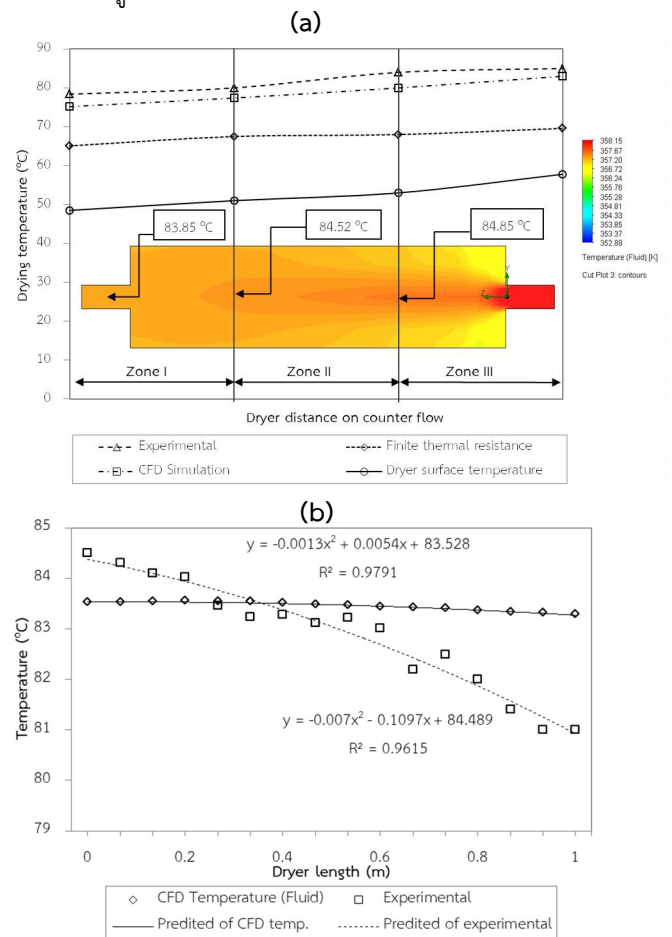 (a)
90
80
70
60
50
40
30
20
10
0
Drying temperature (ºC)
83.85 ºC
84.52 ºC
84.85 ºC
Zone I
Zone II
Zone III
Dryer distance on counter flow
358.15
357.67
357.20
356.72
356.24
355.76
355.28
354.81
354.33
353.85
353.37
352.89
Temperature (Fluid) [K]
Cut Plot 3: contours
Y
Z
Experimental
Finite thermal resistance
CFD Simulation
Dryer surface temperature
(b)
85
84
83
82
81
80
79
Temperature (ºC)
y = -0.0013x² + 0.0054x + 83.528
R² = 0.9791
y = -0.007x² - 0.1097x + 84.489
R² = 0.9615
0 0.2 0.4 0.6 0.8 1
Dryer length (m)
CFD Temperature (Fluid)
Experimental
Predited of CFD temp.
Predited of experimental